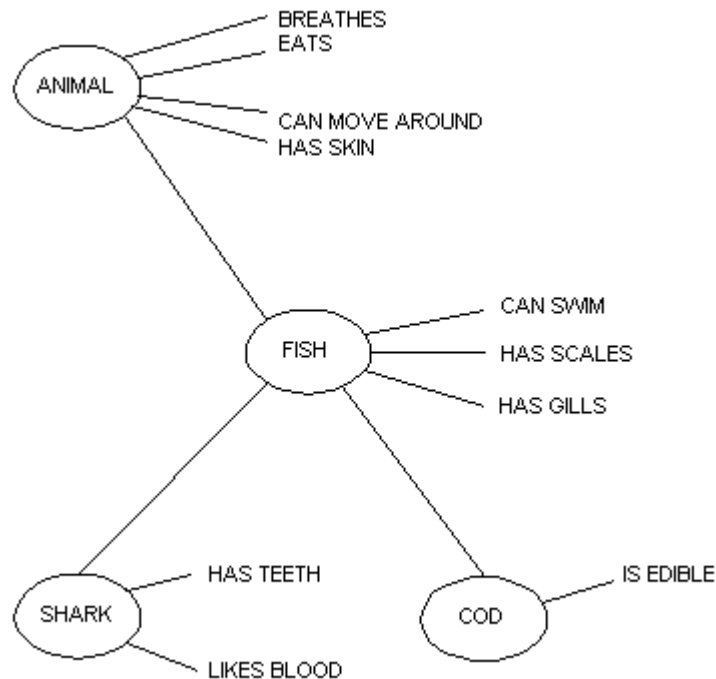 BREATHES
EATS
ANIMAL
CAN MOVE AROUND
HAS SKIN
CAN SWIM
FISH
HAS SCALES
HAS GILLS
HAS TEETH
IS EDIBLE
SHARK
COD
LIKES BLOOD